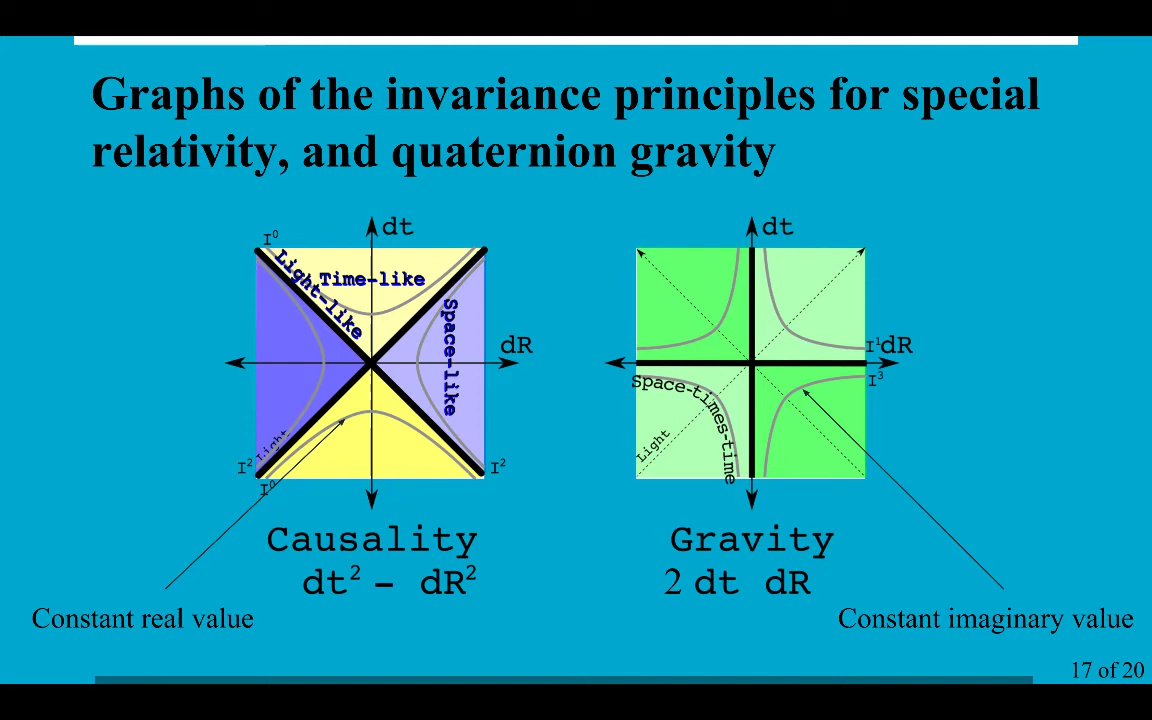 Graphs of the invariance principles for special
relativity, and quaternion gravity
dt
I⁰
Light-like
Time-like
Space-like
dR
Light
I²
I²
I⁰
dt
I¹
dR
I³
Space-times-time
Light
Causality
dt² – dR²
Gravity
2 dt dR
Constant real value
Constant imaginary value
17 of 20